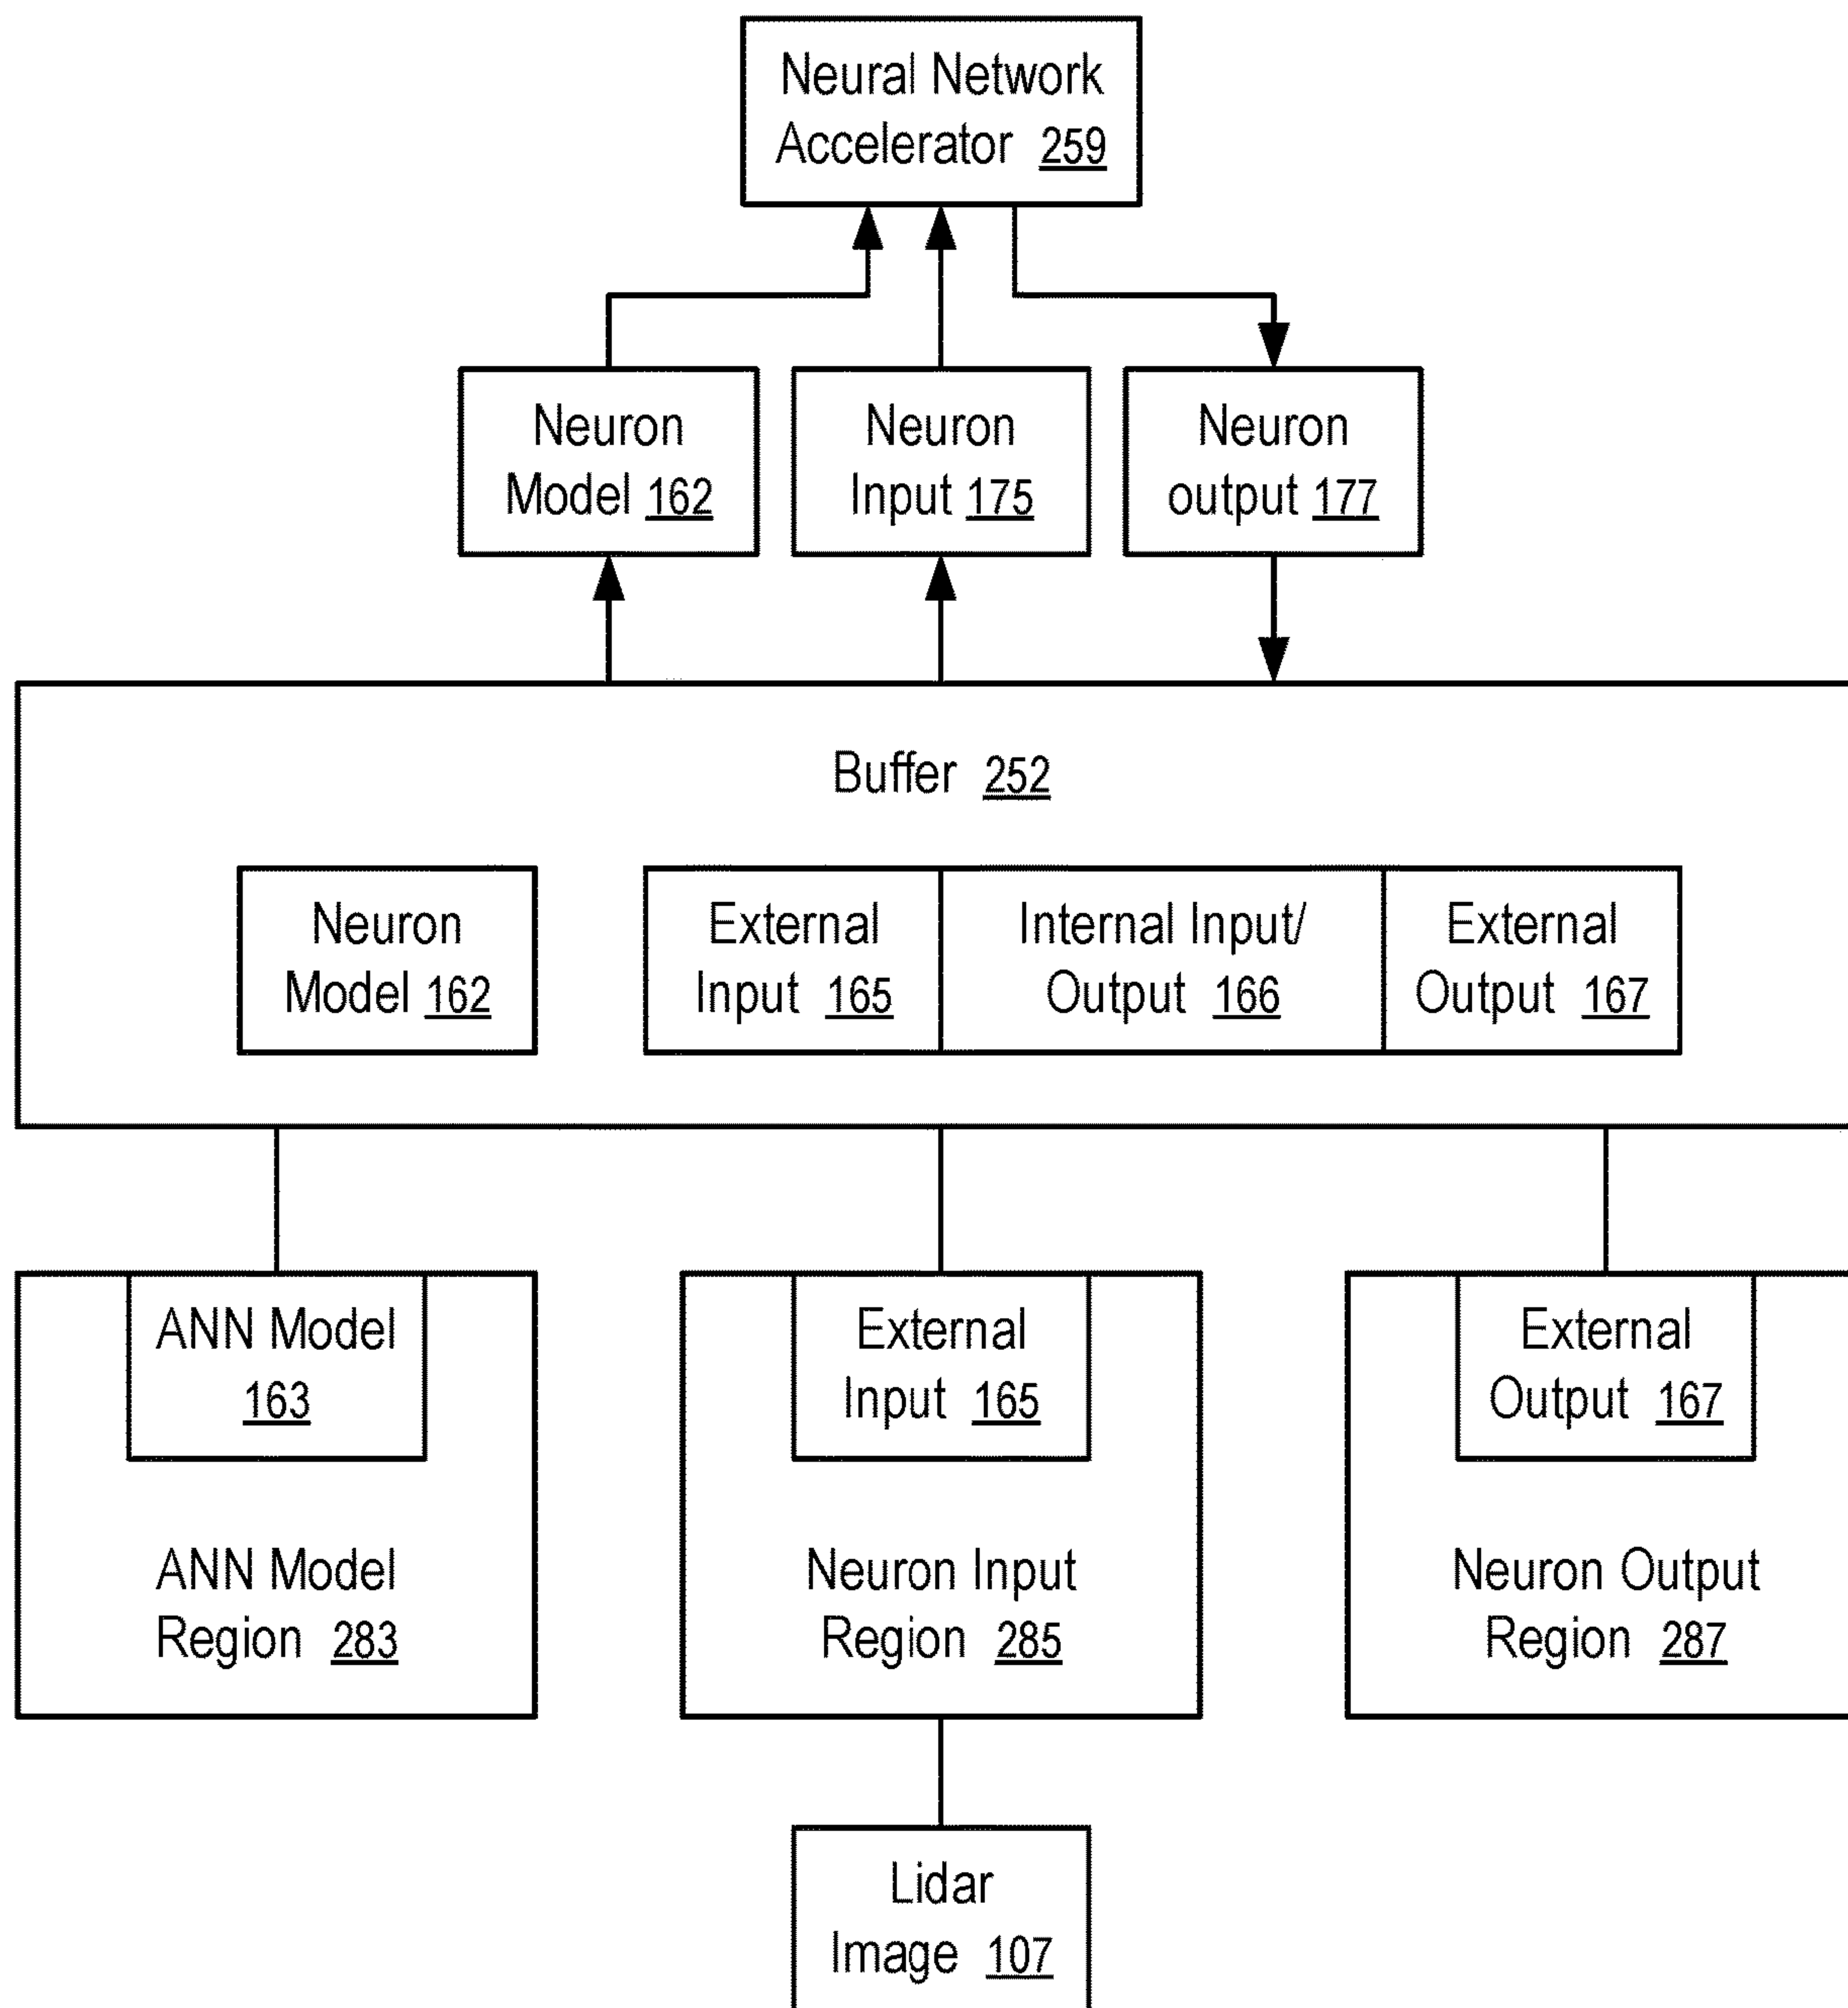 Neural Network
Accelerator 259
Neuron
Model 162
Neuron
Input 175
Neuron
output 177
Buffer 252
Neuron
Model 162
External
Input 165
Internal Input/
Output 166
External
Output 167
ANN Model
163
ANN Model
Region 283
External
Input 165
Neuron Input
Region 285
External
Output 167
Neuron Output
Region 287
Lidar
Image 107